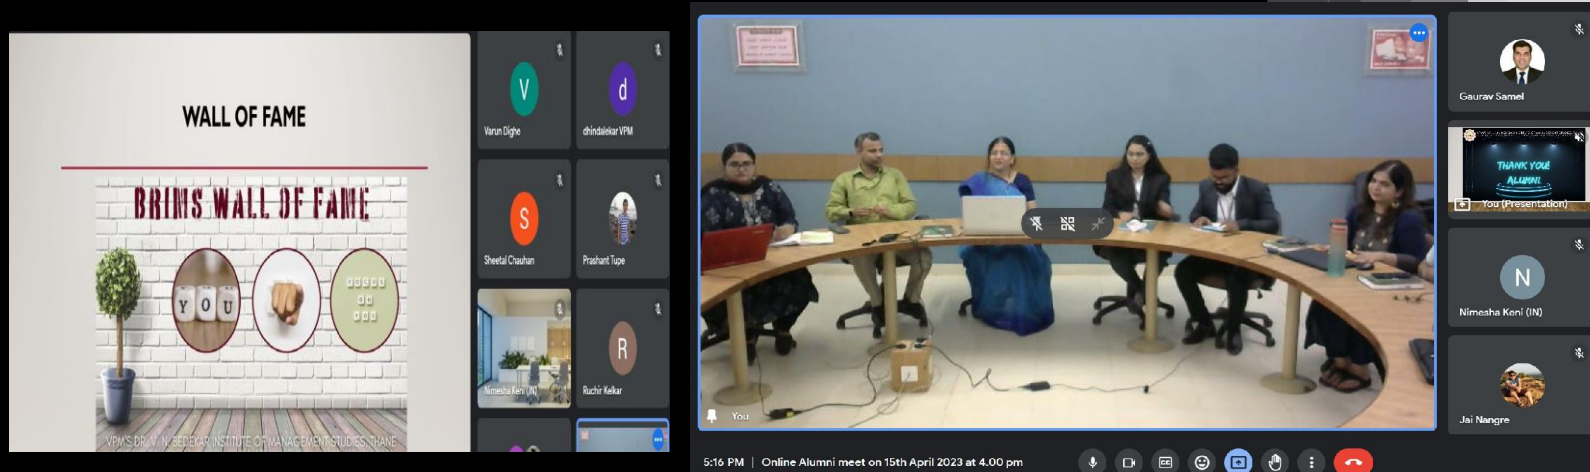 WALL OF FAME
BRIMS WALL OF FAME
YOU
VPM'S DR. V. N. BEDEKAR INSTITUTE OF MANAGEMENT STUDIES, THANE
V
Varun Dighe
d
dhindalekar VPM
S
Sheetal Chauhan
Prashant Tupe
Nimesha Keni (IN)
R
Ruchir Kelkar
You
5:16 PM | Online Alumni meet on 15th April 2023 at 4.00 pm
Gaurav Samel
THANK YOU!
ALUMNI
You (Presentation)
N
Nimesha Keni (IN)
Jai Nangre